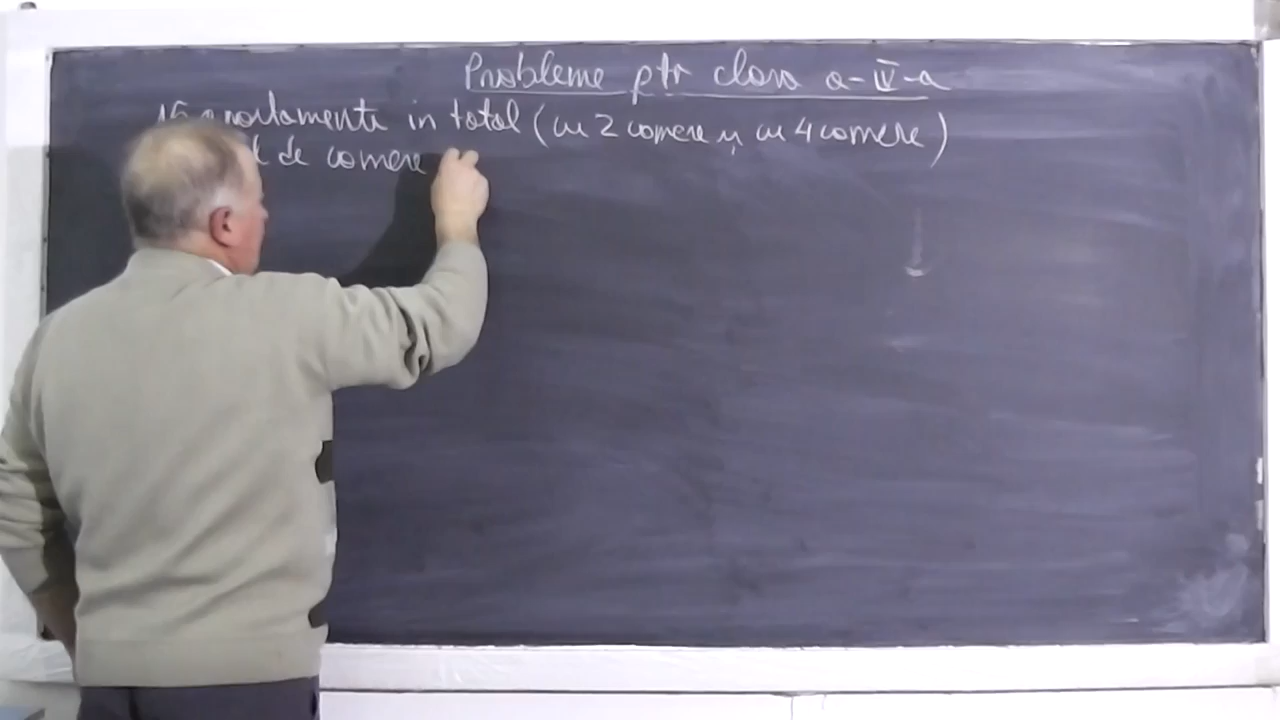 Probleme ptr clasa a-IV-a
apartamente in total (cu 2 camere și cu 4 camere)
de camere